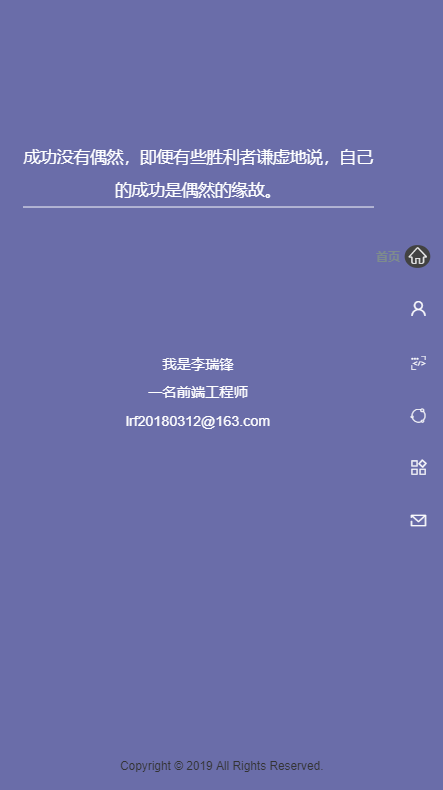 成功没有偶然，即便有些胜利者谦虚地说，自己
的成功是偶然的缘故。
首页
我是李瑞锋
一名前端工程师
lrf20180312@163.com
Copyright © 2019 All Rights Reserved.